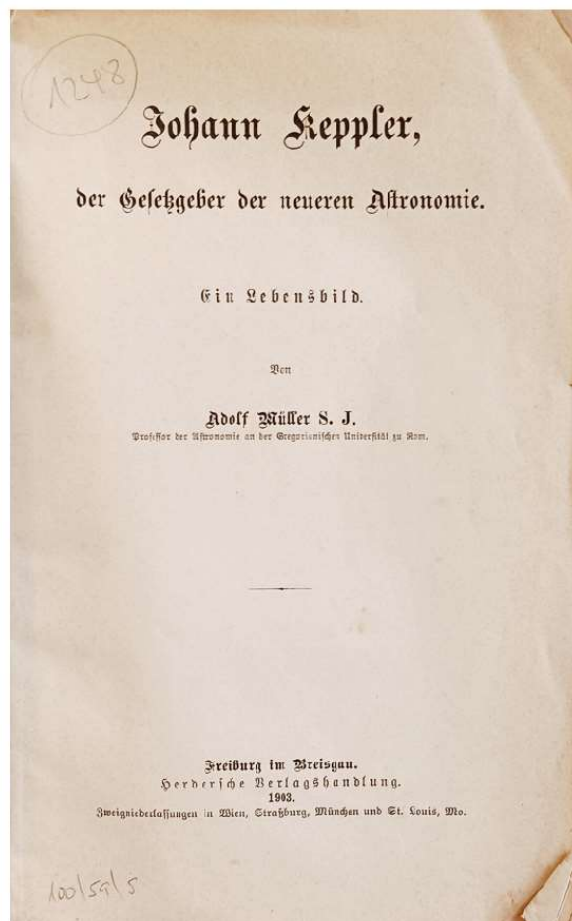 1248
Johann Keppler,
der Gesetzgeber der neueren Astronomie.
Ein Lebensbild.
Von
Adolf Müller S. J.
Professor der Astronomie an der Gregorianischen Universität zu Rom.
Freiburg im Breisgau.
Herdersche Verlagshandlung.
1903.
Zweigniederlassungen in Wien, Straßburg, München und St. Louis, Mo.
100/59/5